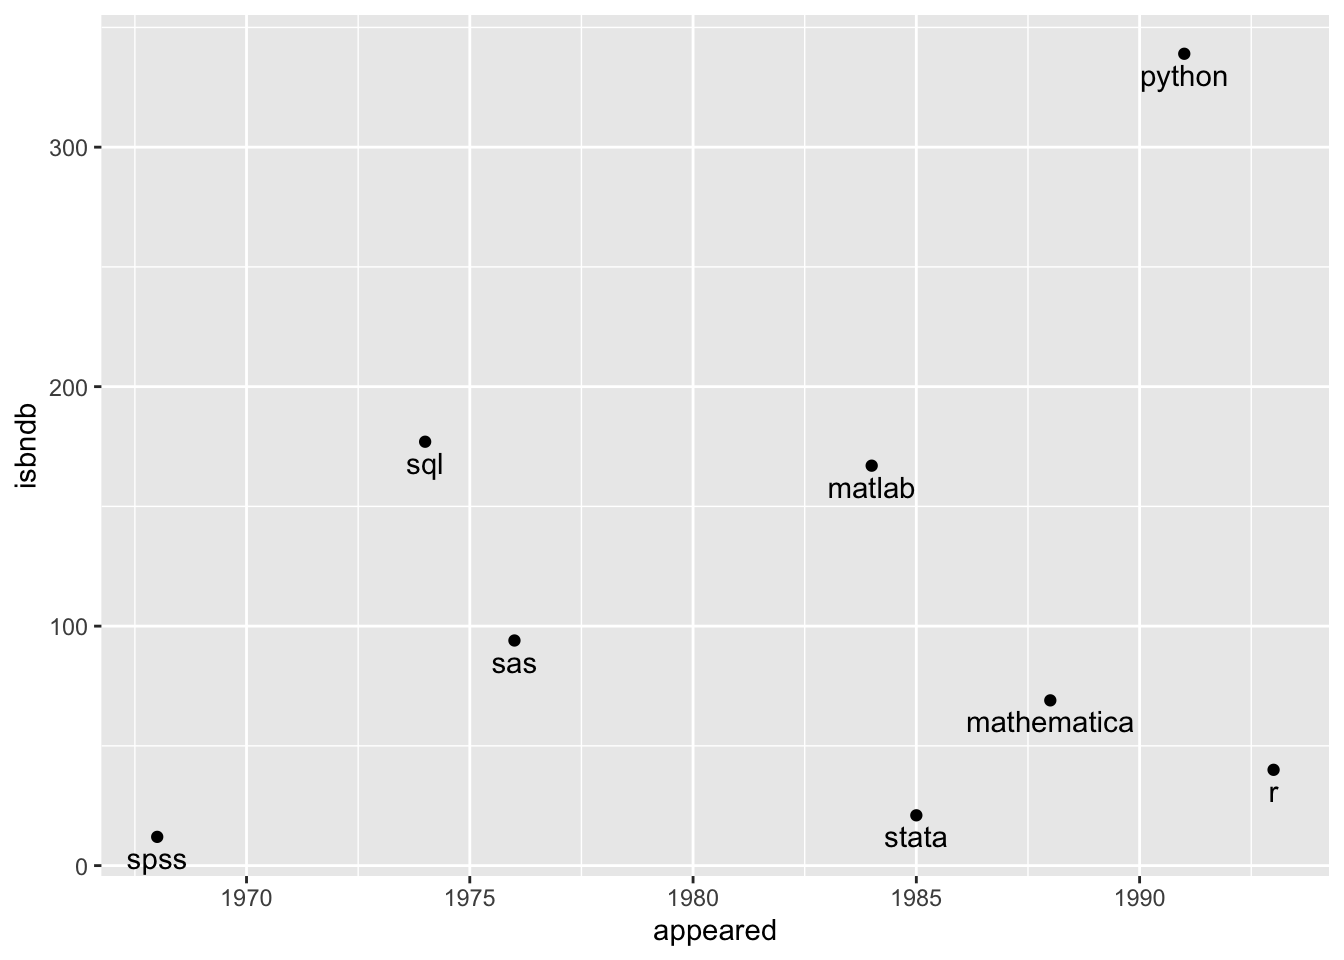 python
300
200
isbndb
sql
matlab
100
sas
mathematica
r
stata
spss
0
1970 1975 1980 1985 1990
appeared